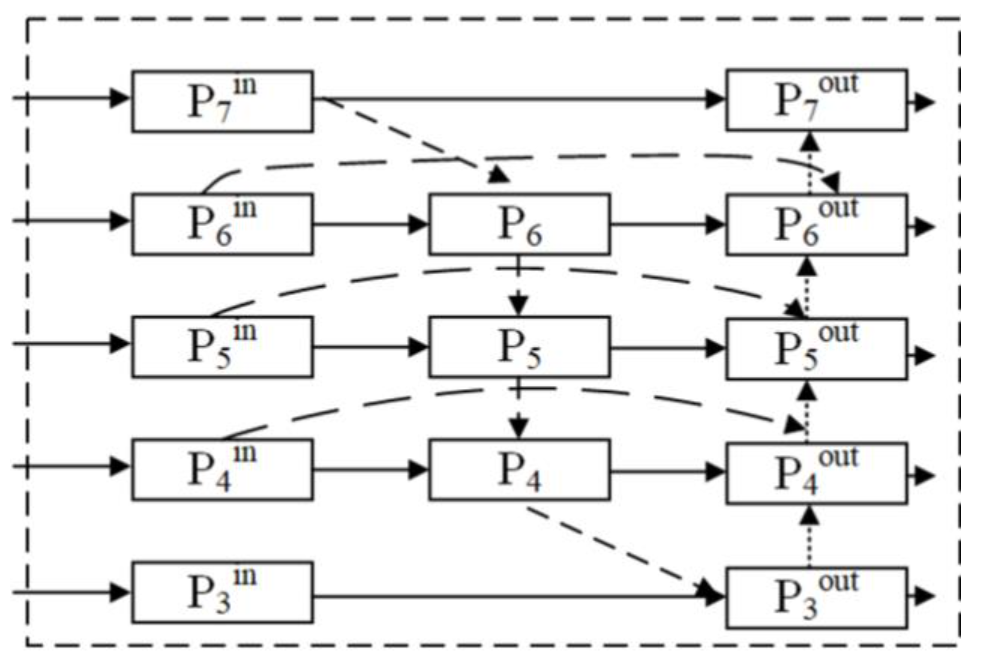 P₇ⁱⁿ P₇ᵒᵘᵗ
P₆ⁱⁿ P₆ P₆ᵒᵘᵗ
P₅ⁱⁿ P₅ P₅ᵒᵘᵗ
P₄ⁱⁿ P₄ P₄ᵒᵘᵗ
P₃ⁱⁿ P₃ᵒᵘᵗ